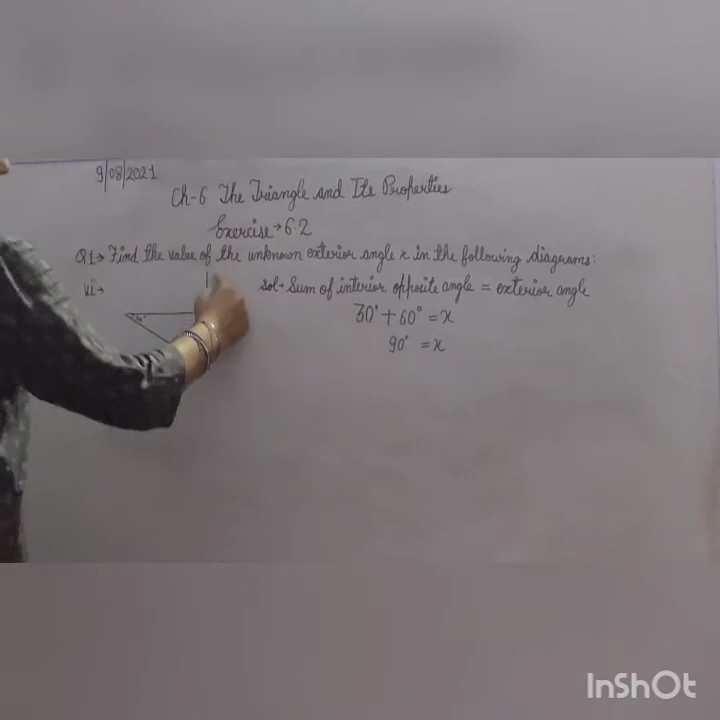 9/08/2021
Ch-6 The Triangle and Its Properties
Exercise→6.2
Q1→ Find the value of the unknown exterior angle x in the following diagrams:
vi→
sol→ Sum of interior opposite angle = exterior angle
30°
30° + 60° = x
90° = x
InShOt